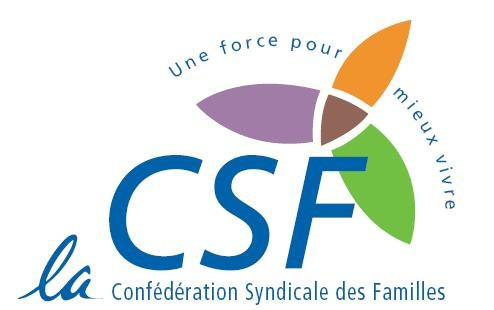 Une force pour mieux vivre
la CSF
Confédération Syndicale des Familles